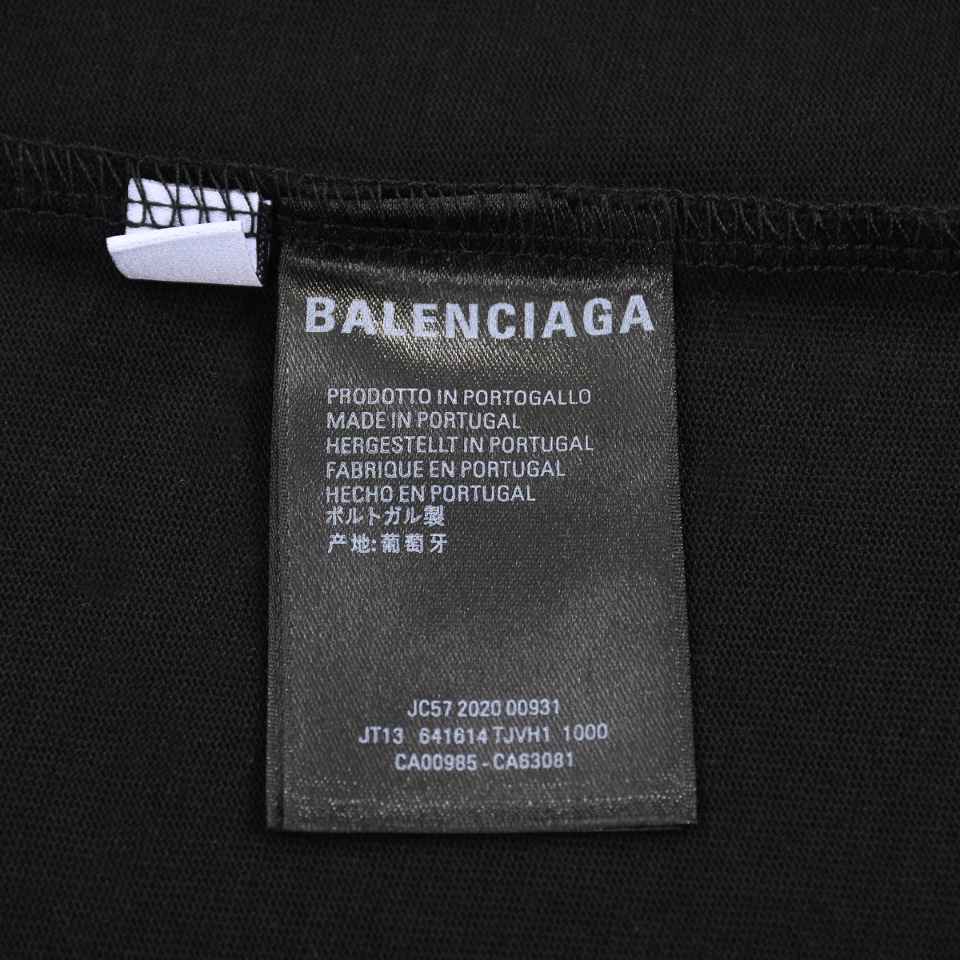 BALENCIAGA
PRODOTTO IN PORTOGALLO
MADE IN PORTUGAL
HERGESTELLT IN PORTUGAL
FABRIQUE EN PORTUGAL
HECHO EN PORTUGAL
ポルトガル製
产地:葡萄牙
JC57 2020 00931
JT13 641614 TJVH1 1000
CA00985 - CA63081